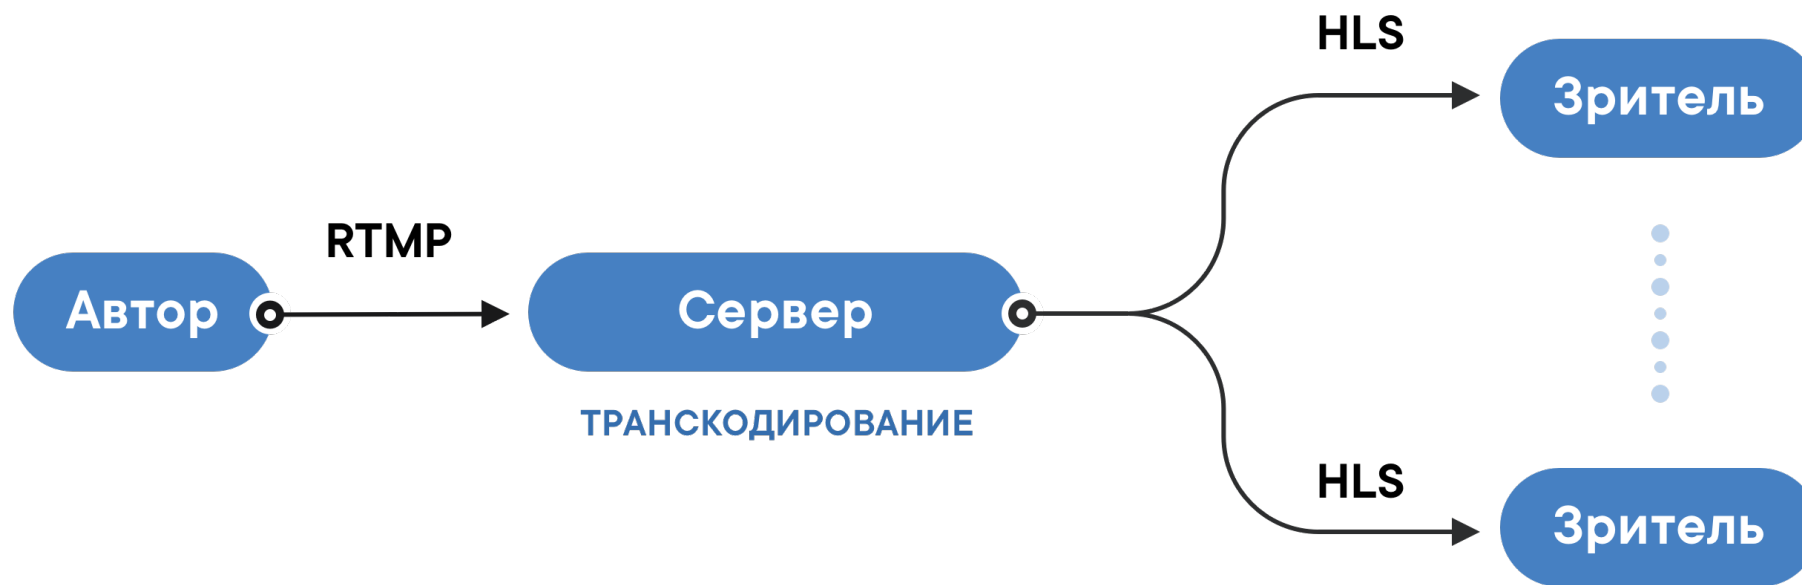 HLS
Зритель
RTMP
Автор
Сервер
ТРАНСКОДИРОВАНИЕ
HLS
Зритель